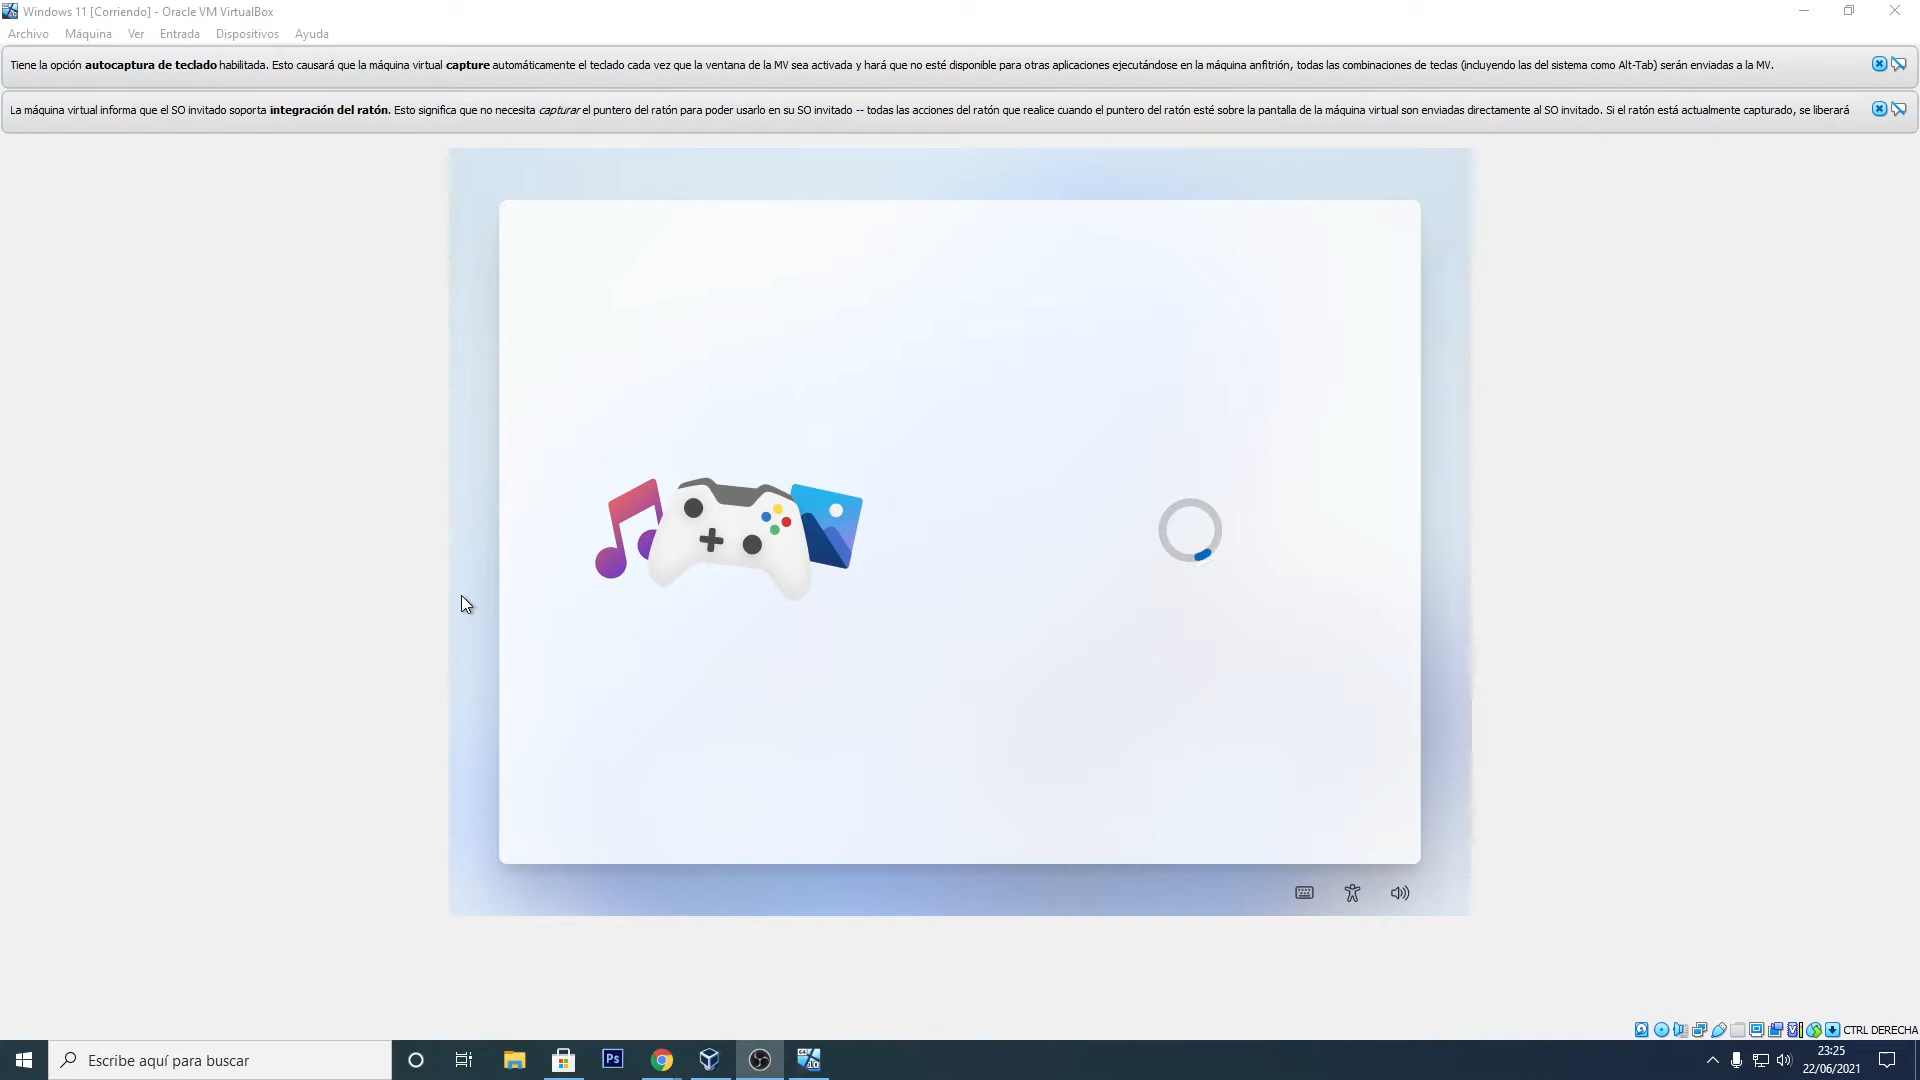 Windows 11 [Corriendo] - Oracle VM VirtualBox
Archivo Máquina Ver Entrada Dispositivos Ayuda
Tiene la opción autocaptura de teclado habilitada. Esto causará que la máquina virtual capture automáticamente el teclado cada vez que la ventana de la MV sea activada y hará que no esté disponible para otras aplicaciones ejecutándose en la máquina anfitrión, todas las combinaciones de teclas (incluyendo las del sistema como Alt-Tab) serán enviadas a la MV.
La máquina virtual informa que el SO invitado soporta integración del ratón. Esto significa que no necesita capturar el puntero del ratón para poder usarlo en su SO invitado -- todas las acciones del ratón que realice cuando el puntero del ratón esté sobre la pantalla de la máquina virtual son enviadas directamente al SO invitado. Si el ratón está actualmente capturado, se liberará
CTRL DERECHA
Escribe aquí para buscar
Ps
64
10
23:25
22/06/2021